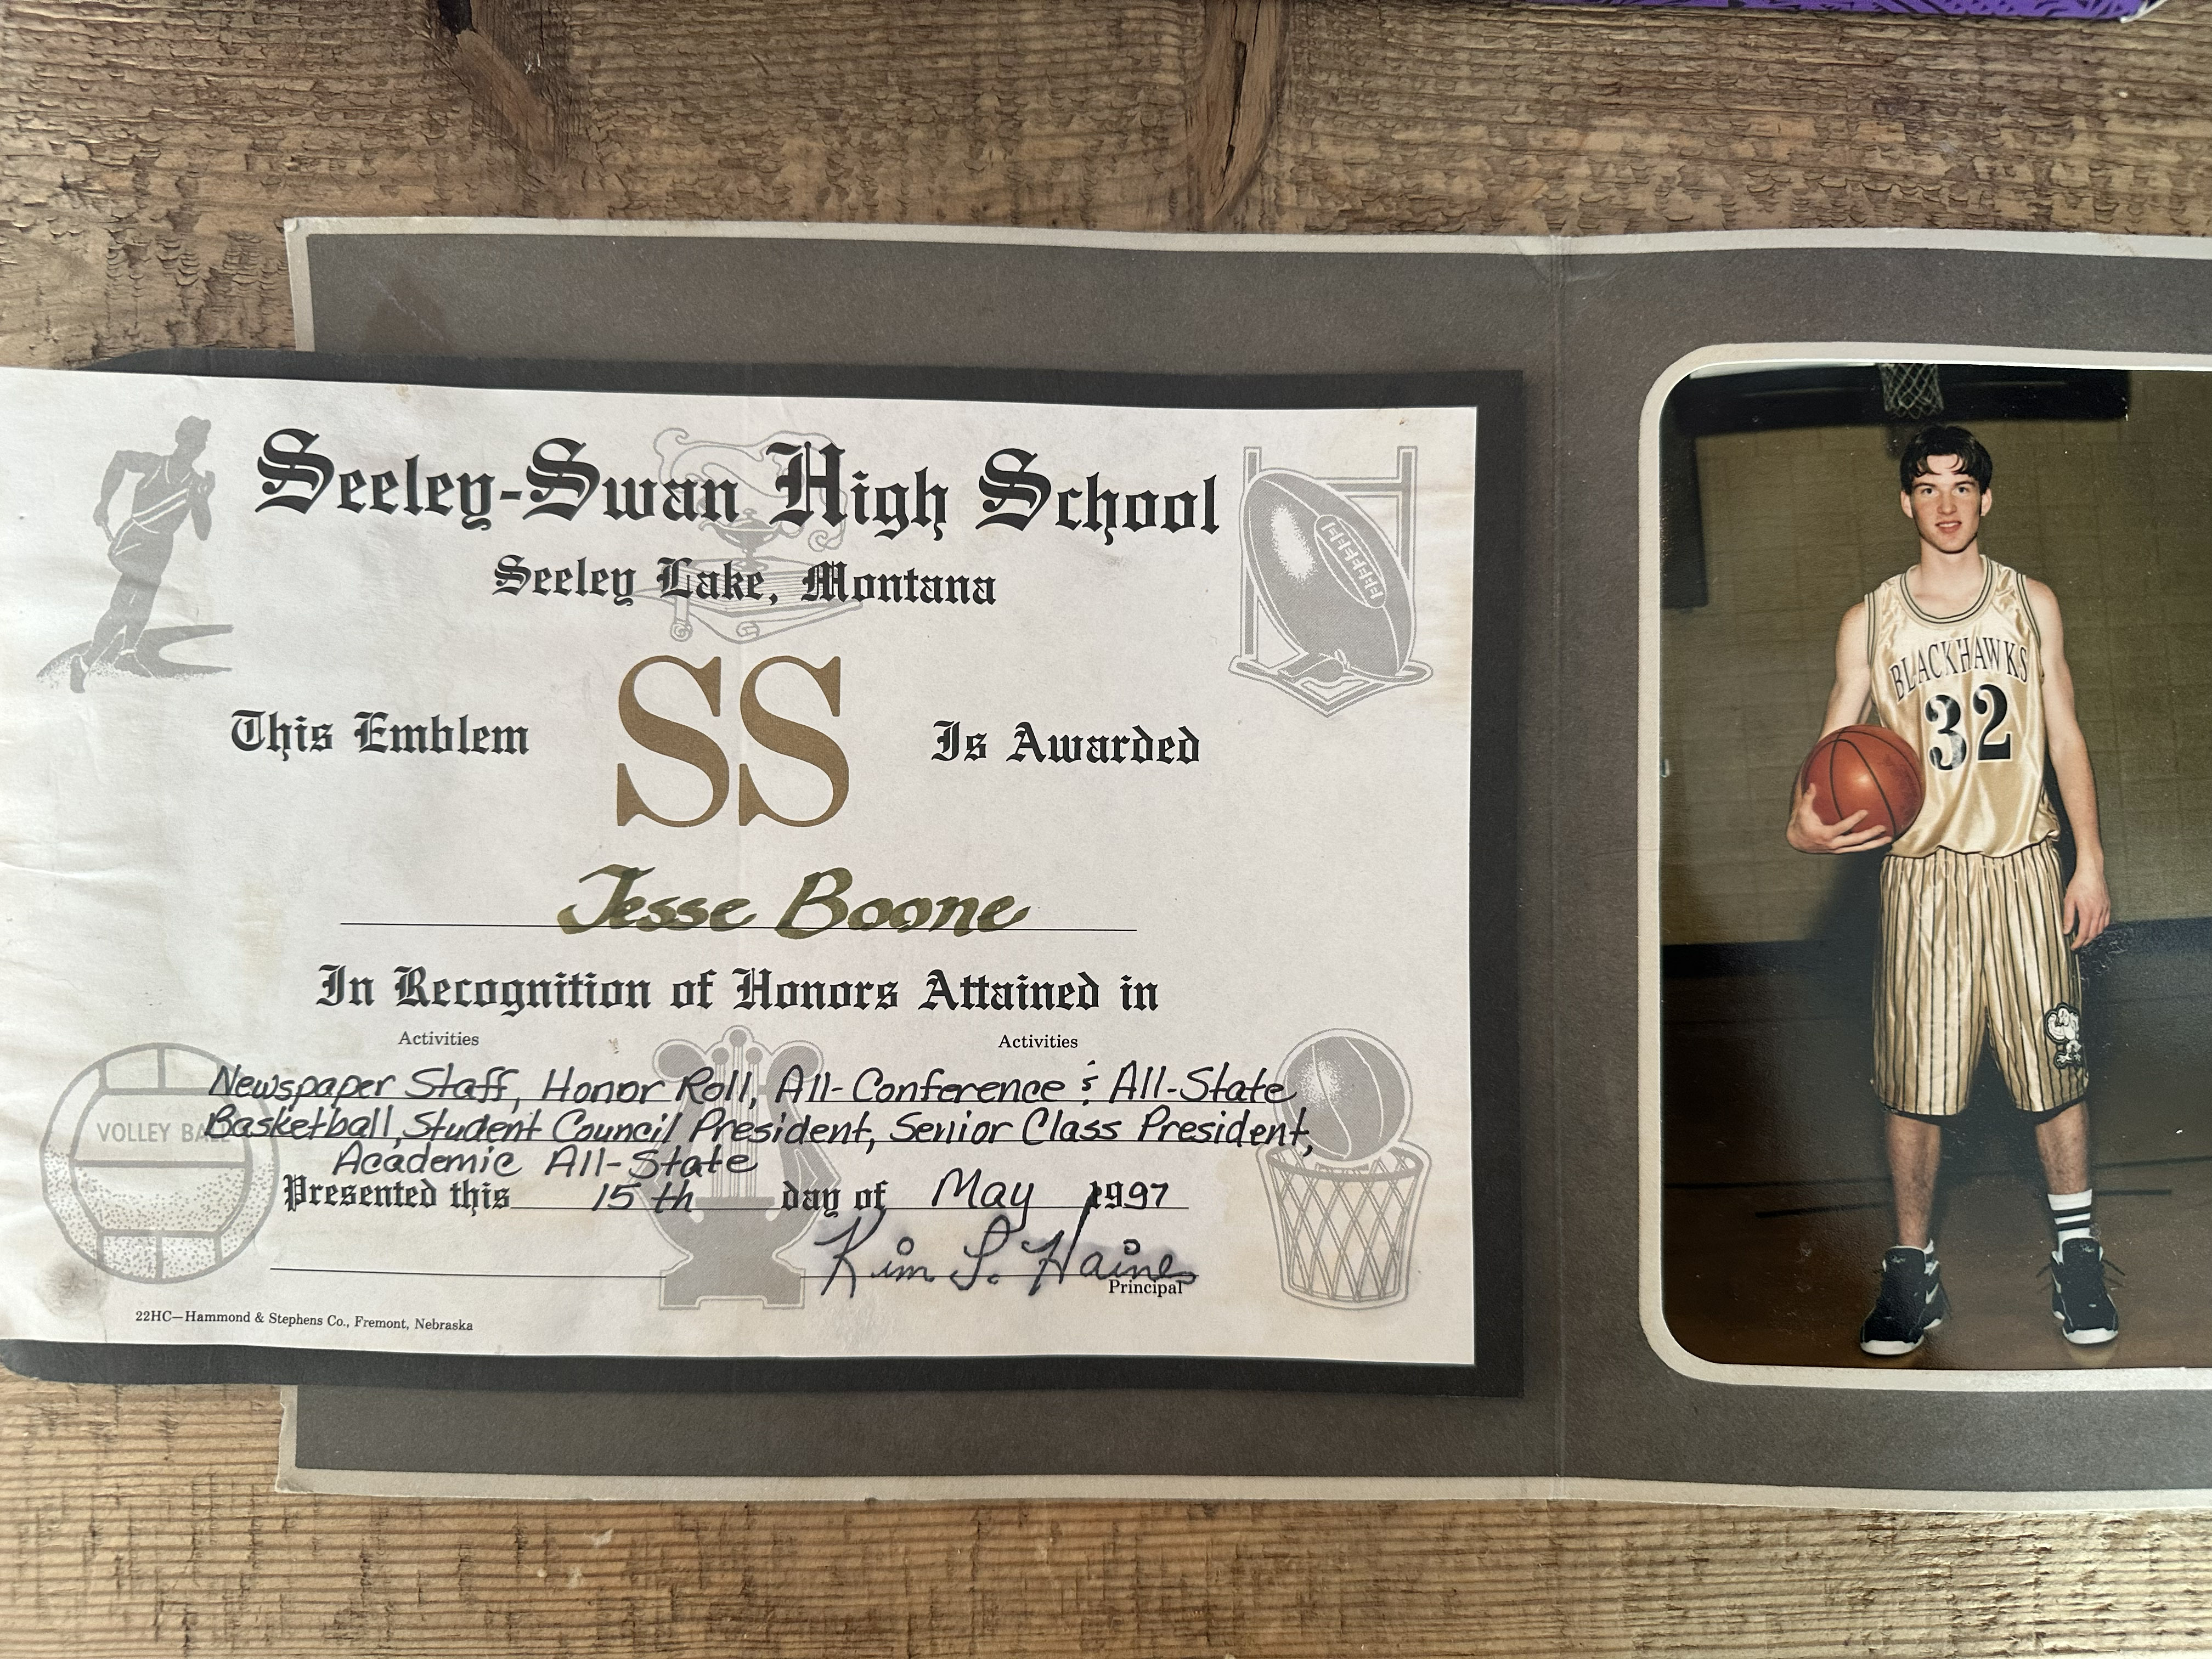 Seeley-Swan High School
Seeley Lake, Montana
This Emblem SS Is Awarded
Jesse Boone
In Recognition of Honors Attained in
Activities Activities
Newspaper Staff, Honor Roll, All-Conference & All-State
Basketball, Student Council President, Senior Class President,
Academic All-State
Presented this 15th day of May 1997
Kim L. Haines
Principal
22HC—Hammond & Stephens Co., Fremont, Nebraska
VOLLEY BA
BLACKHAWKS
32